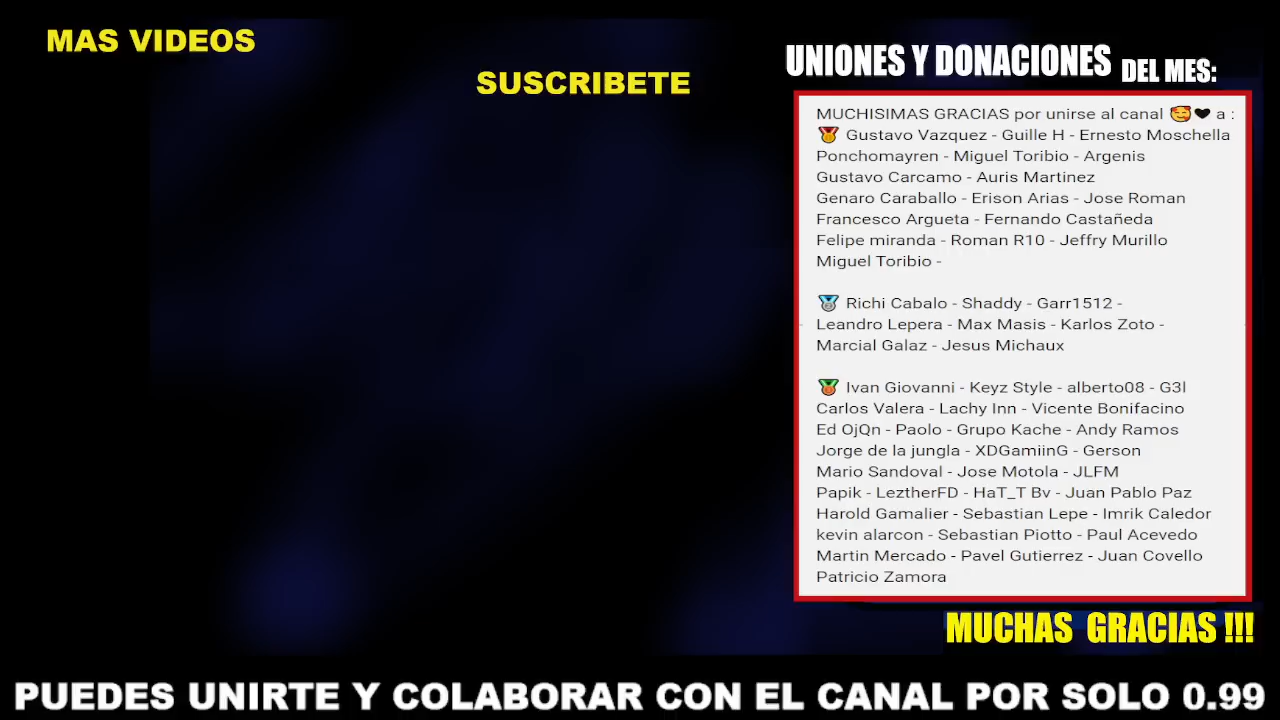 MAS VIDEOS
SUSCRIBETE
UNIONES Y DONACIONES DEL MES:
MUCHISIMAS GRACIAS por unirse al canal 🥰🖤 a :
🏅 Gustavo Vazquez - Guille H - Ernesto Moschella
Ponchomayren - Miguel Toribio - Argenis
Gustavo Carcamo - Auris Martinez
Genaro Caraballo - Erison Arias - Jose Roman
Francesco Argueta - Fernando Castañeda
Felipe miranda - Roman R10 - Jeffry Murillo
Miguel Toribio -
🥈 Richi Cabalo - Shaddy - Garr1512 -
Leandro Lepera - Max Masis - Karlos Zoto -
Marcial Galaz - Jesus Michaux
🥉 Ivan Giovanni - Keyz Style - alberto08 - G3l
Carlos Valera - Lachy Inn - Vicente Bonifacino
Ed OjQn - Paolo - Grupo Kache - Andy Ramos
Jorge de la jungla - XDGamiinG - Gerson
Mario Sandoval - Jose Motola - JLFM
Papik - LeztherFD - HaT_T Bv - Juan Pablo Paz
Harold Gamalier - Sebastian Lepe - Imrik Caledor
kevin alarcon - Sebastian Piotto - Paul Acevedo
Martin Mercado - Pavel Gutierrez - Juan Covello
Patricio Zamora
MUCHAS GRACIAS !!!
PUEDES UNIRTE Y COLABORAR CON EL CANAL POR SOLO 0.99